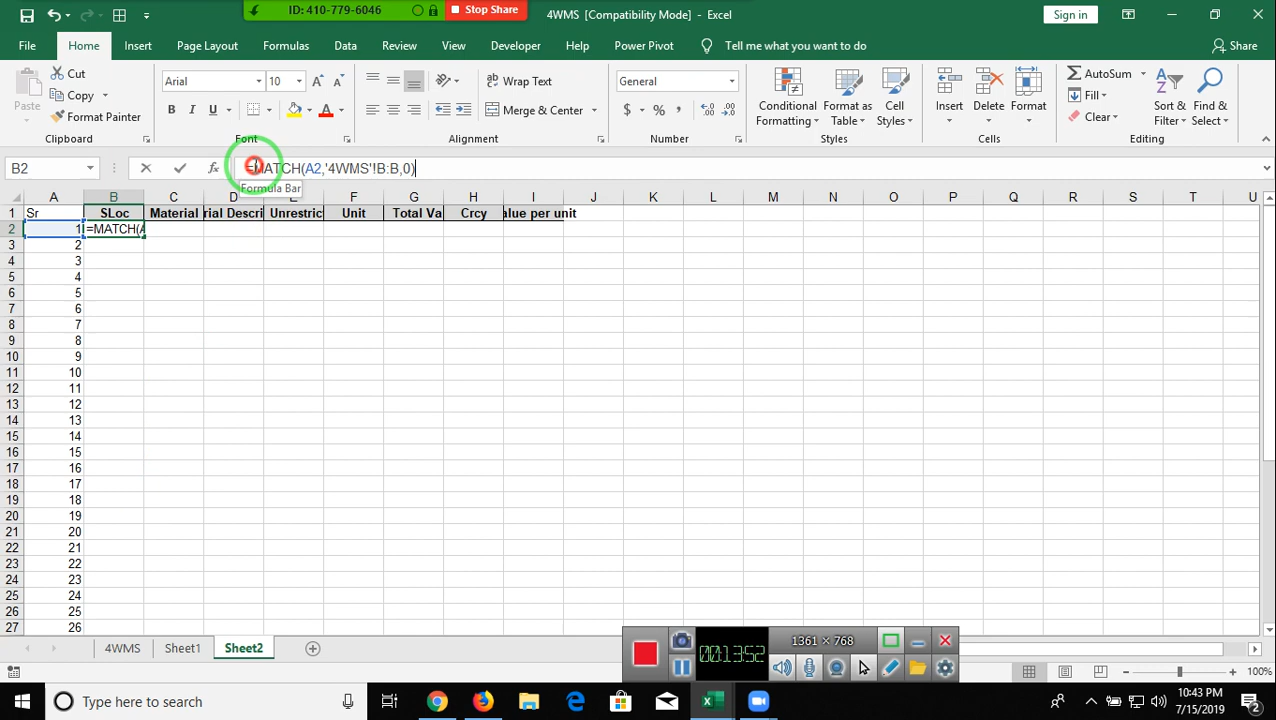 ID: 410-779-6046
Stop Share
4WMS [Compatibility Mode] - Excel
Sign in
File
Home
Insert
Page Layout
Formulas
Data
Review
View
Developer
Help
Power Pivot
Tell me what you want to do
Share
Paste
Cut
Copy
Format Painter
Clipboard
Arial
10
B I U
Font
Wrap Text
Merge & Center
Alignment
General
$ % ,
Number
Conditional Formatting
Format as Table
Cell Styles
Styles
Insert
Delete
Format
Cells
AutoSum
Fill
Clear
Sort & Filter
Find & Select
Editing
B2
fx
=MATCH(A2,'4WMS'!B:B,0)
Formula Bar
A B C D E F G H I J K L M N O P Q R S T U
1 Sr SLoc Material rial Descri Unrestric Unit Total Va Crcy alue per unit
2 1 =MATCH(A
3 2
4 3
5 4
6 5
7 6
8 7
9 8
10 9
11 10
12 11
13 12
14 13
15 14
16 15
17 16
18 17
19 18
20 19
21 20
22 21
23 22
24 23
25 24
26 25
27 26
4WMS
Sheet1
Sheet2
00:13:52
1361 × 768
100%
Type here to search
10:43 PM
7/15/2019
2